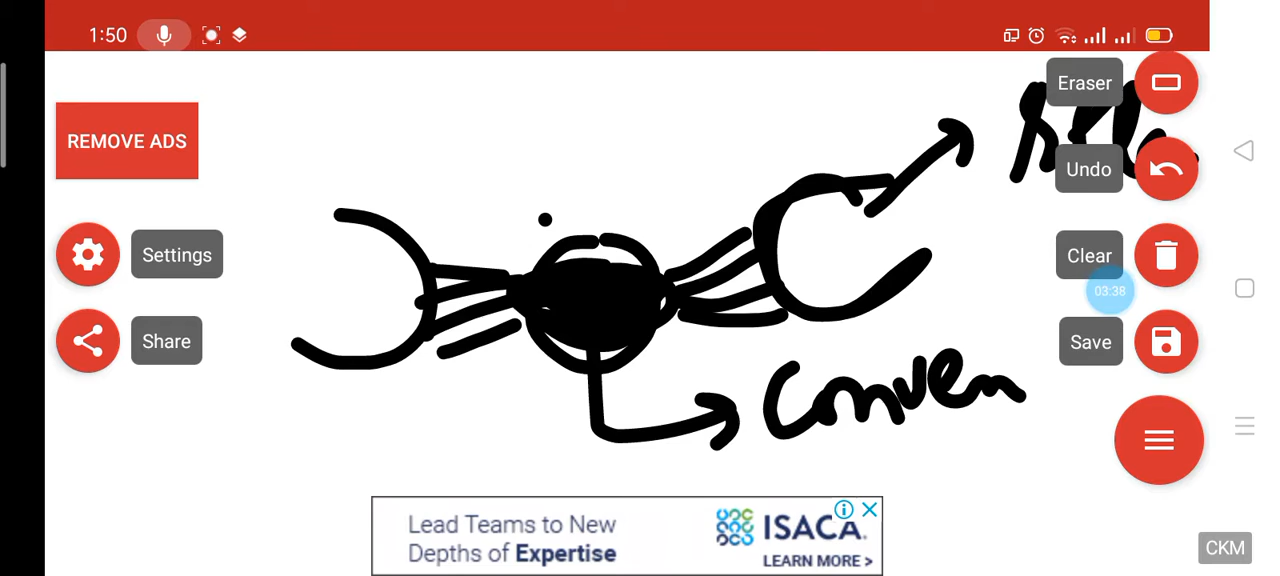 1:50
Eraser
REMOVE ADS
Undo
Settings
Clear
03:38
Share
Save
Conven
Lead Teams to New
Depths of Expertise
ISACA.
LEARN MORE >
CKM